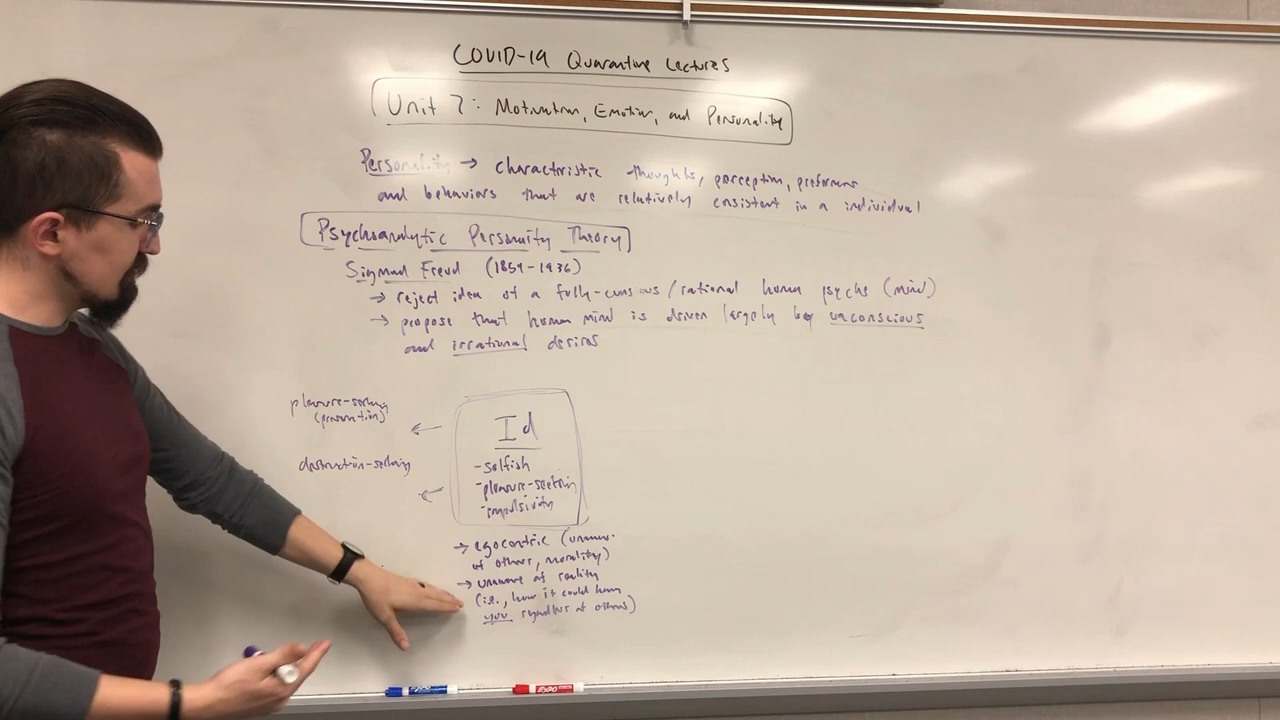 COVID-19 Quarantine Lectures
Unit 7: Motivation, Emotion, and Personality
Personality → characteristic thoughts, perception, preferences
and behaviors that are relatively consistent in a individual
Psychoanalytic Personality Theory
Sigmund Freud (1859-1936)
→ reject idea of a fully-conscious/rational human psyche (mind)
→ propose that human mind is driven largely by unconscious
and irrational desires
pleasure-seeking
destruction-seeking
Id
-selfish
-pleasure-seeking
-impulsivity
→ egocentric (unaware
of others, morality)
→ unaware of reality
(i.e., how it could harm
you regardless of others)
EXPO